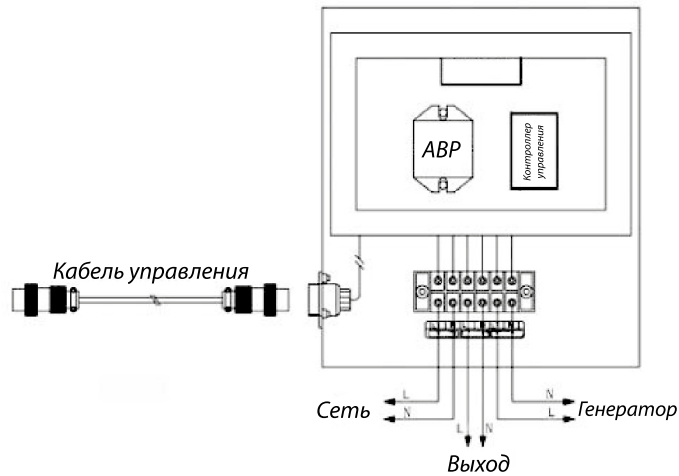 АВР
Контроллер
управления
Кабель управления
L
N
Сеть
L
N
Выход
N
L
Генератор